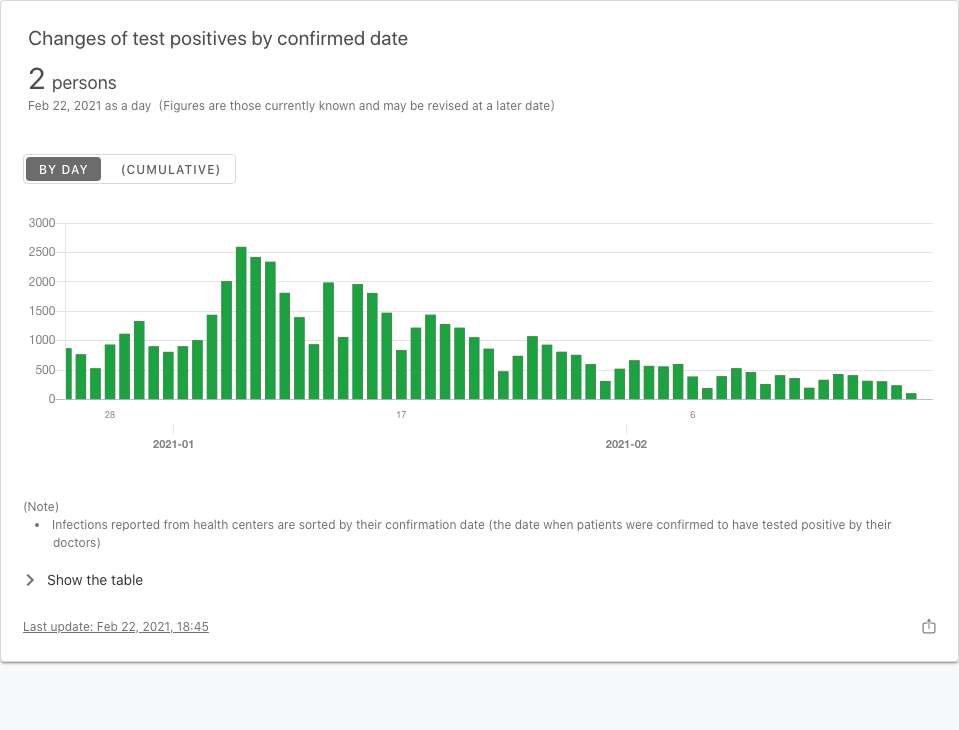 Changes of test positives by confirmed date
2 persons
Feb 22, 2021 as a day (Figures are those currently known and may be revised at a later date)
BY DAY (CUMULATIVE)
3000
2500
2000
1500
1000
500
0
28 17 6
2021-01 2021-02
(Note)
• Infections reported from health centers are sorted by their confirmation date (the date when patients were confirmed to have tested positive by their
doctors)
Show the table
Last update: Feb 22, 2021, 18:45